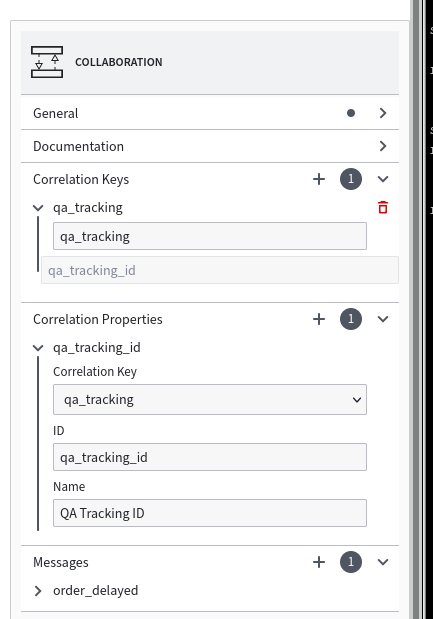 COLLABORATION
General
Documentation
Correlation Keys 1
qa_tracking
qa_tracking
qa_tracking_id
Correlation Properties 1
qa_tracking_id
Correlation Key
qa_tracking
ID
qa_tracking_id
Name
QA Tracking ID
Messages 1
order_delayed